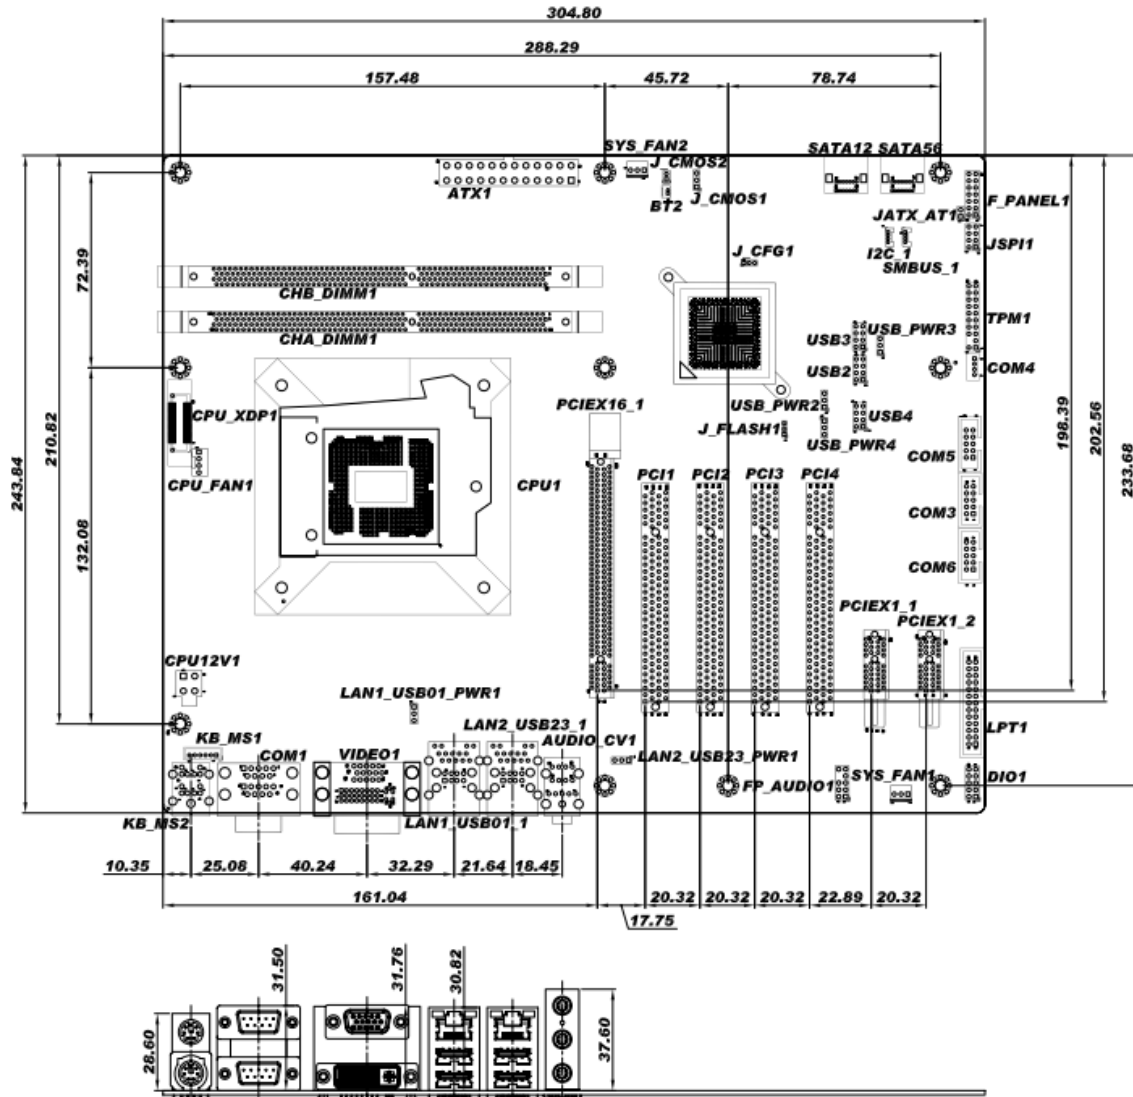 304.80
288.29
157.48
45.72
78.74
SYS_FAN2
J_CMOS2
SATA12
SATA56
ATX1
BT2
J_CMOS1
F_PANEL1
JATX_AT1
I2C_1
JSPI1
SMBUS_1
J_CFG1
CHB_DIMM1
CHA_DIMM1
TPM1
USB3
USB_PWR3
USB2
COM4
72.39
210.82
243.84
132.08
198.39
202.56
233.68
CPU_XDP1
CPU_FAN1
CPU1
PCIEX16_1
USB_PWR2
J_FLASH1
USB4
USB_PWR4
COM5
PCI1
PCI2
PCI3
PCI4
COM3
COM6
PCIEX1_1
PCIEX1_2
CPU12V1
LAN1_USB01_PWR1
LAN2_USB23_1
KB_MS1
COM1
VIDEO1
AUDIO_CV1
LAN2_USB23_PWR1
LPT1
FP_AUDIO1
SYS_FAN1
DIO1
KB_MS2
LAN1_USB01_1
10.35
25.08
40.24
32.29
21.64
18.45
161.04
20.32
20.32
20.32
22.89
20.32
17.75
28.60
31.50
31.76
30.82
37.60